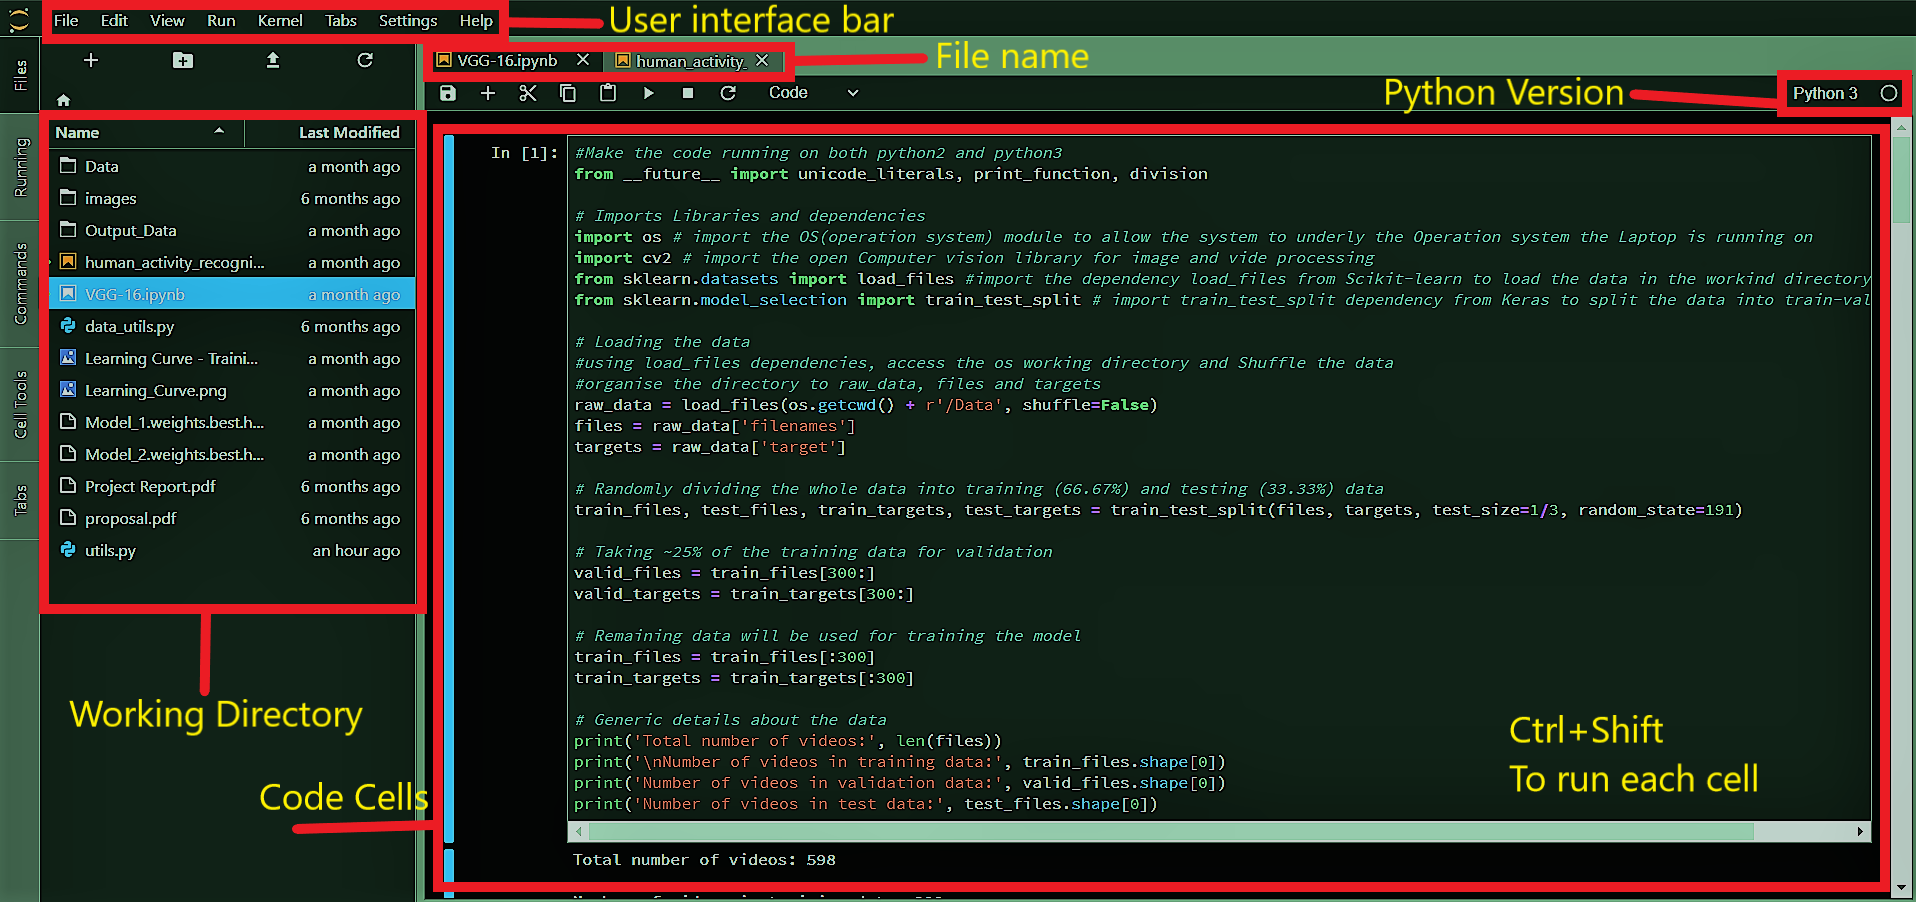 File Edit View Run Kernel Tabs Settings Help
User interface bar
Files
Running
Commands
Cell Tools
Tabs
VGG-16.ipynb
human_activity_
File name
Code
Python Version
Python 3
Name Last Modified
Data a month ago
images 6 months ago
Output_Data 6 months ago
human_activity_recogni... a month ago
VGG-16.ipynb a month ago
data_utils.py 6 months ago
Learning Curve - Traini... a month ago
Learning_Curve.png a month ago
Model_1.weights.best.h... a month ago
Model_2.weights.best.h... a month ago
Project Report.pdf 6 months ago
proposal.pdf 6 months ago
utils.py an hour ago
Working Directory
Code Cells
In [1]:
#Make the code running on both python2 and python3
from __future__ import unicode_literals, print_function, division
# Imports Libraries and dependencies
import os # import the OS(operation system) module to allow the system to underly the Operation system the Laptop is running on
import cv2 # import the open Computer vision library for image and vide processing
from sklearn.datasets import load_files #import the dependency load_files from Scikit-learn to load the data in the workind directory
from sklearn.model_selection import train_test_split # import train_test_split dependency from Keras to split the data into train-val
# Loading the data
#using load_files dependencies, access the os working directory and Shuffle the data
#organise the directory to raw_data, files and targets
raw_data = load_files(os.getcwd() + r'/Data', shuffle=False)
files = raw_data['filenames']
targets = raw_data['target']
# Randomly dividing the whole data into training (66.67%) and testing (33.33%) data
train_files, test_files, train_targets, test_targets = train_test_split(files, targets, test_size=1/3, random_state=191)
# Taking ~25% of the training data for validation
valid_files = train_files[300:]
valid_targets = train_targets[300:]
# Remaining data will be used for training the model
train_files = train_files[:300]
train_targets = train_targets[:300]
# Generic details about the data
print('Total number of videos:', len(files))
print('\nNumber of videos in training data:', train_files.shape[0])
print('Number of videos in validation data:', valid_files.shape[0])
print('Number of videos in test data:', test_files.shape[0])
Ctrl+Shift
To run each cell
Total number of videos: 598